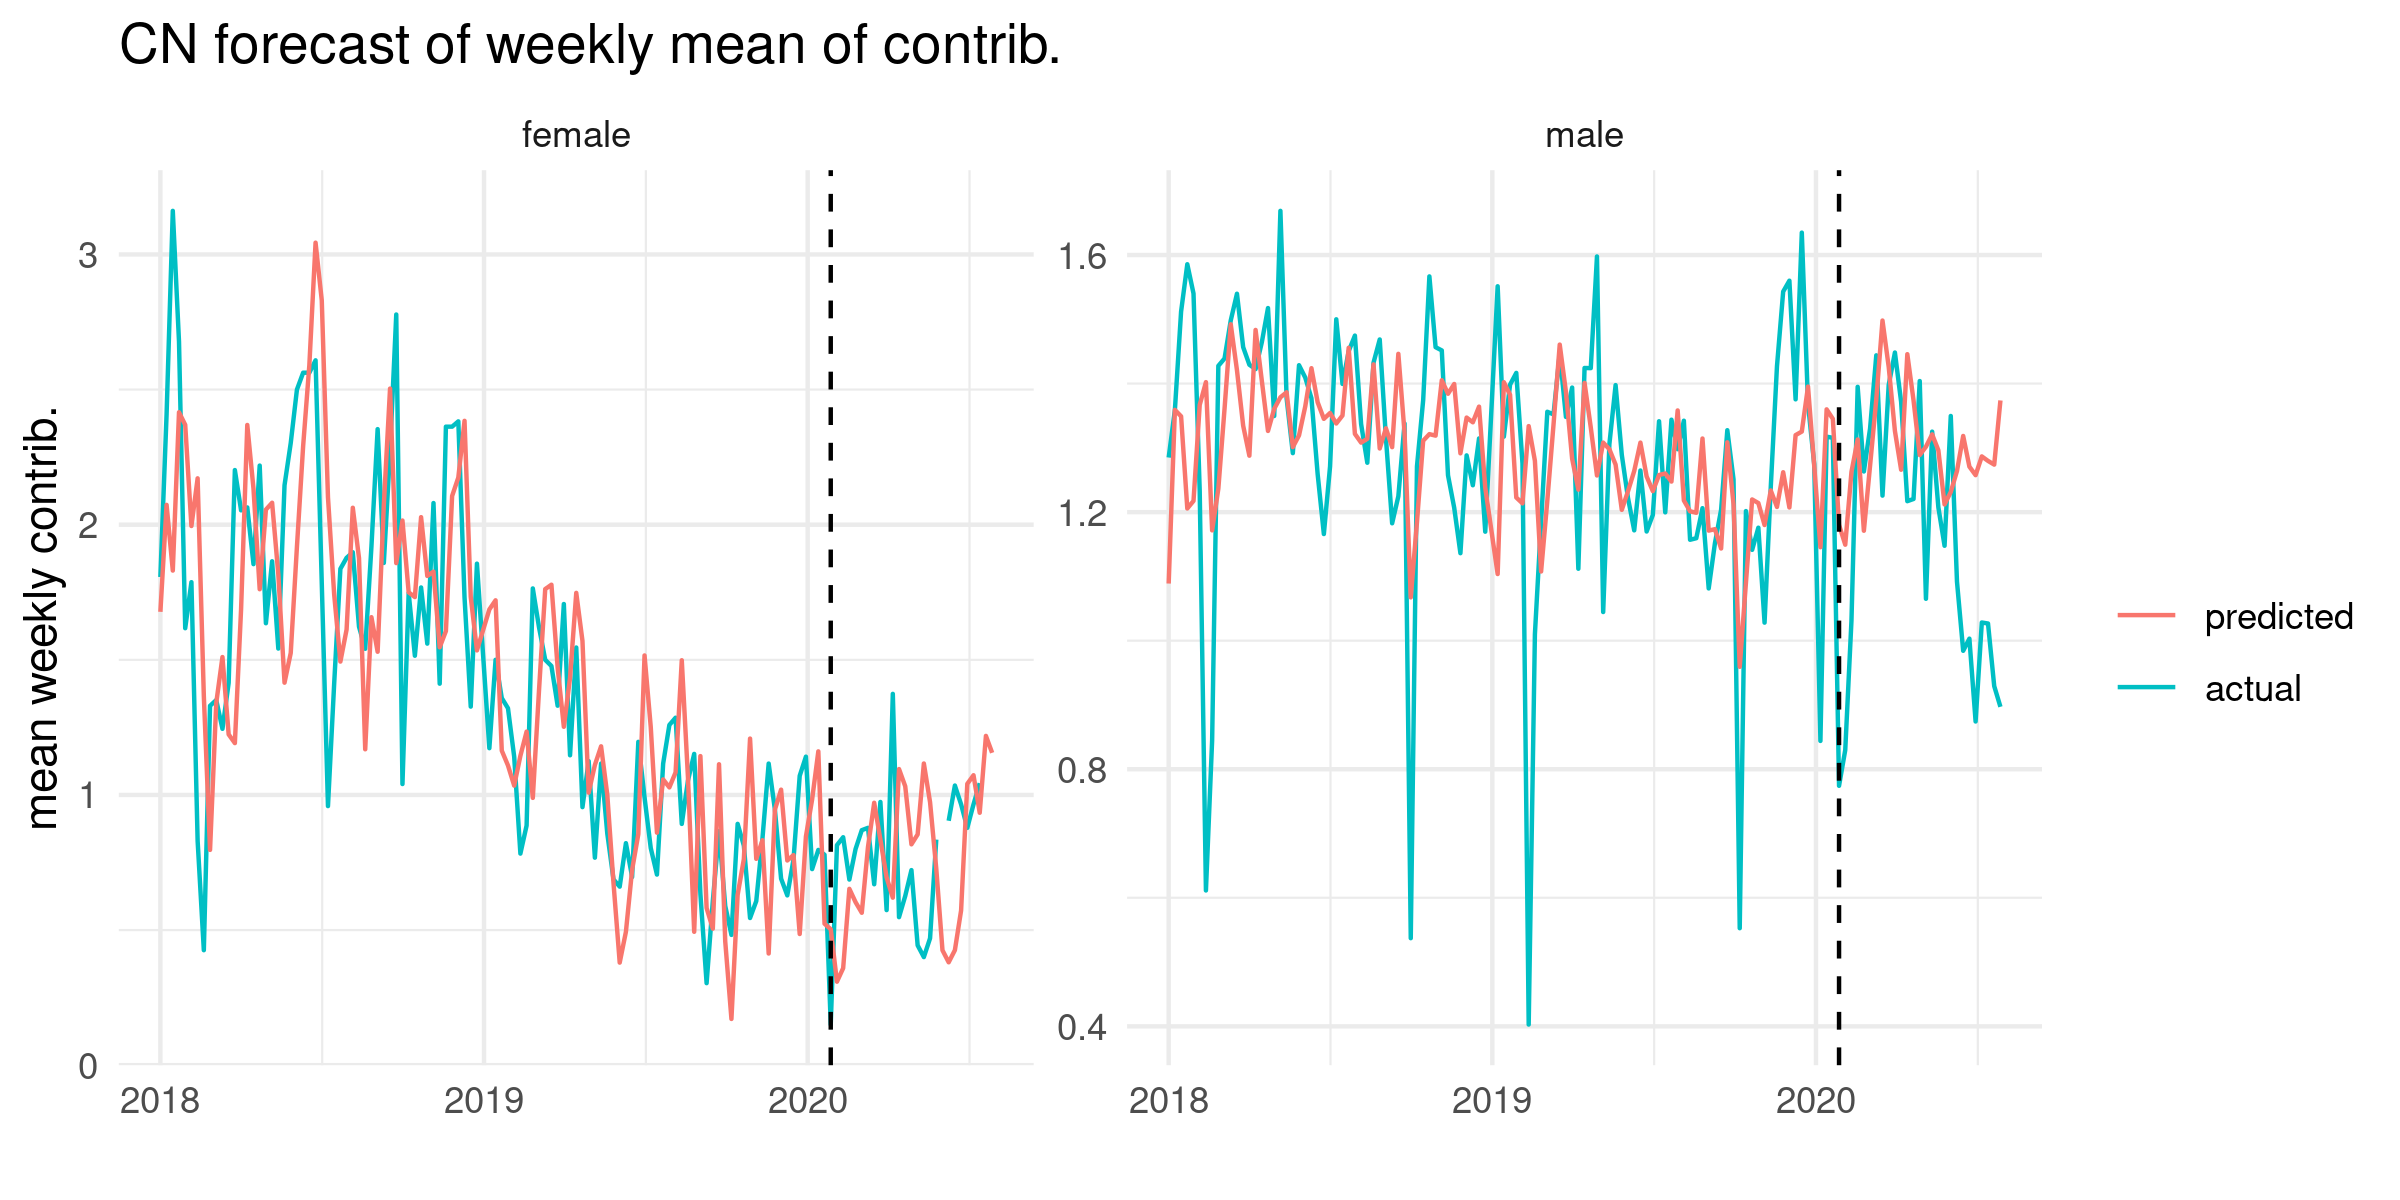 CN forecast of weekly mean of contrib.
female
male
mean weekly contrib.
3
2
1
0
1.6
1.2
0.8
0.4
2018
2019
2020
2018
2019
2020
predicted
actual